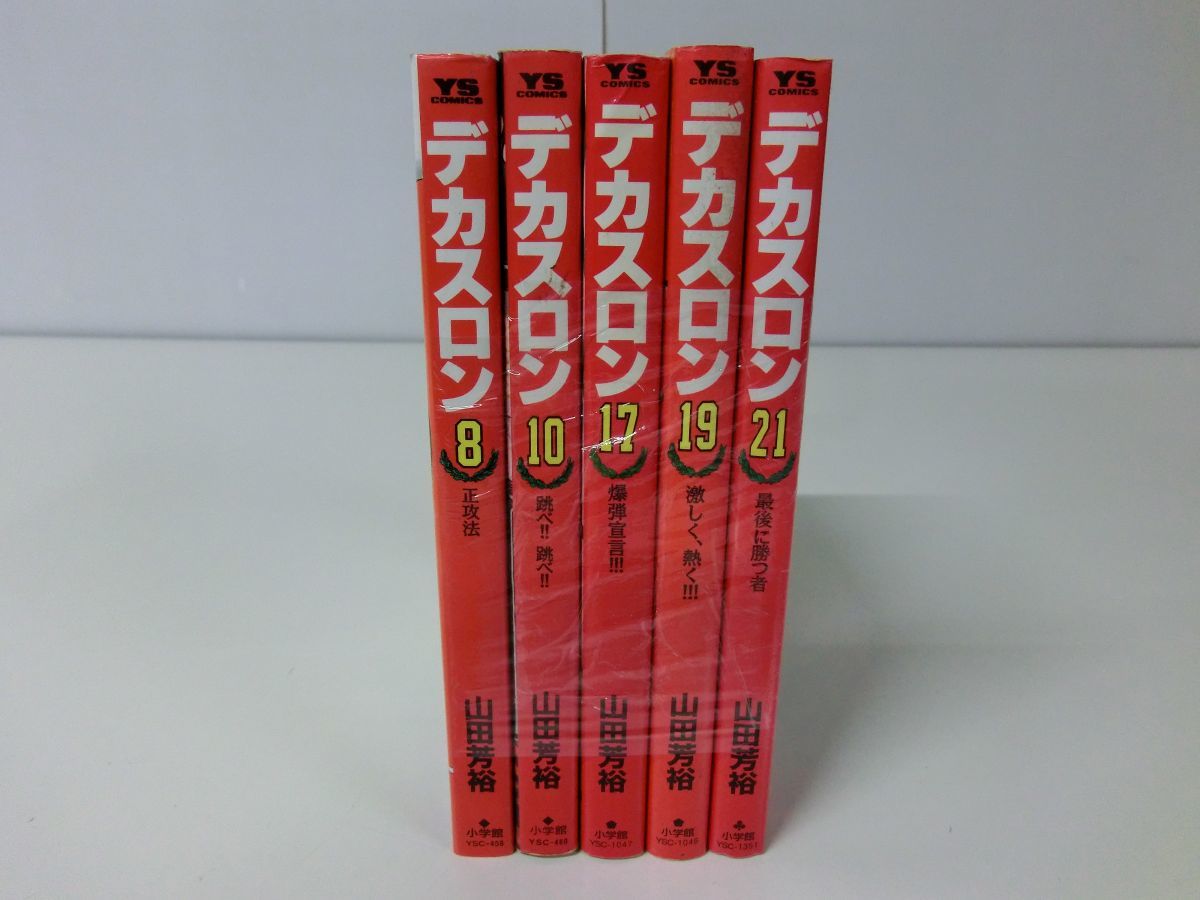 YS
COMICS
デカスロン
8
正攻法
山田芳裕
小学館
YSC-458
YS
COMICS
デカスロン
10
跳べ!! 跳べ!!
山田芳裕
小学館
YS
COMICS
デカスロン
17
爆弾宣言!!!
山田芳裕
小学館
YSC-1047
YS
COMICS
デカスロン
19
激しく、熱く!!!
山田芳裕
小学館
YSC-1049
YS
COMICS
デカスロン
21
最後に勝つ者
山田芳裕
小学館
YSC-1351